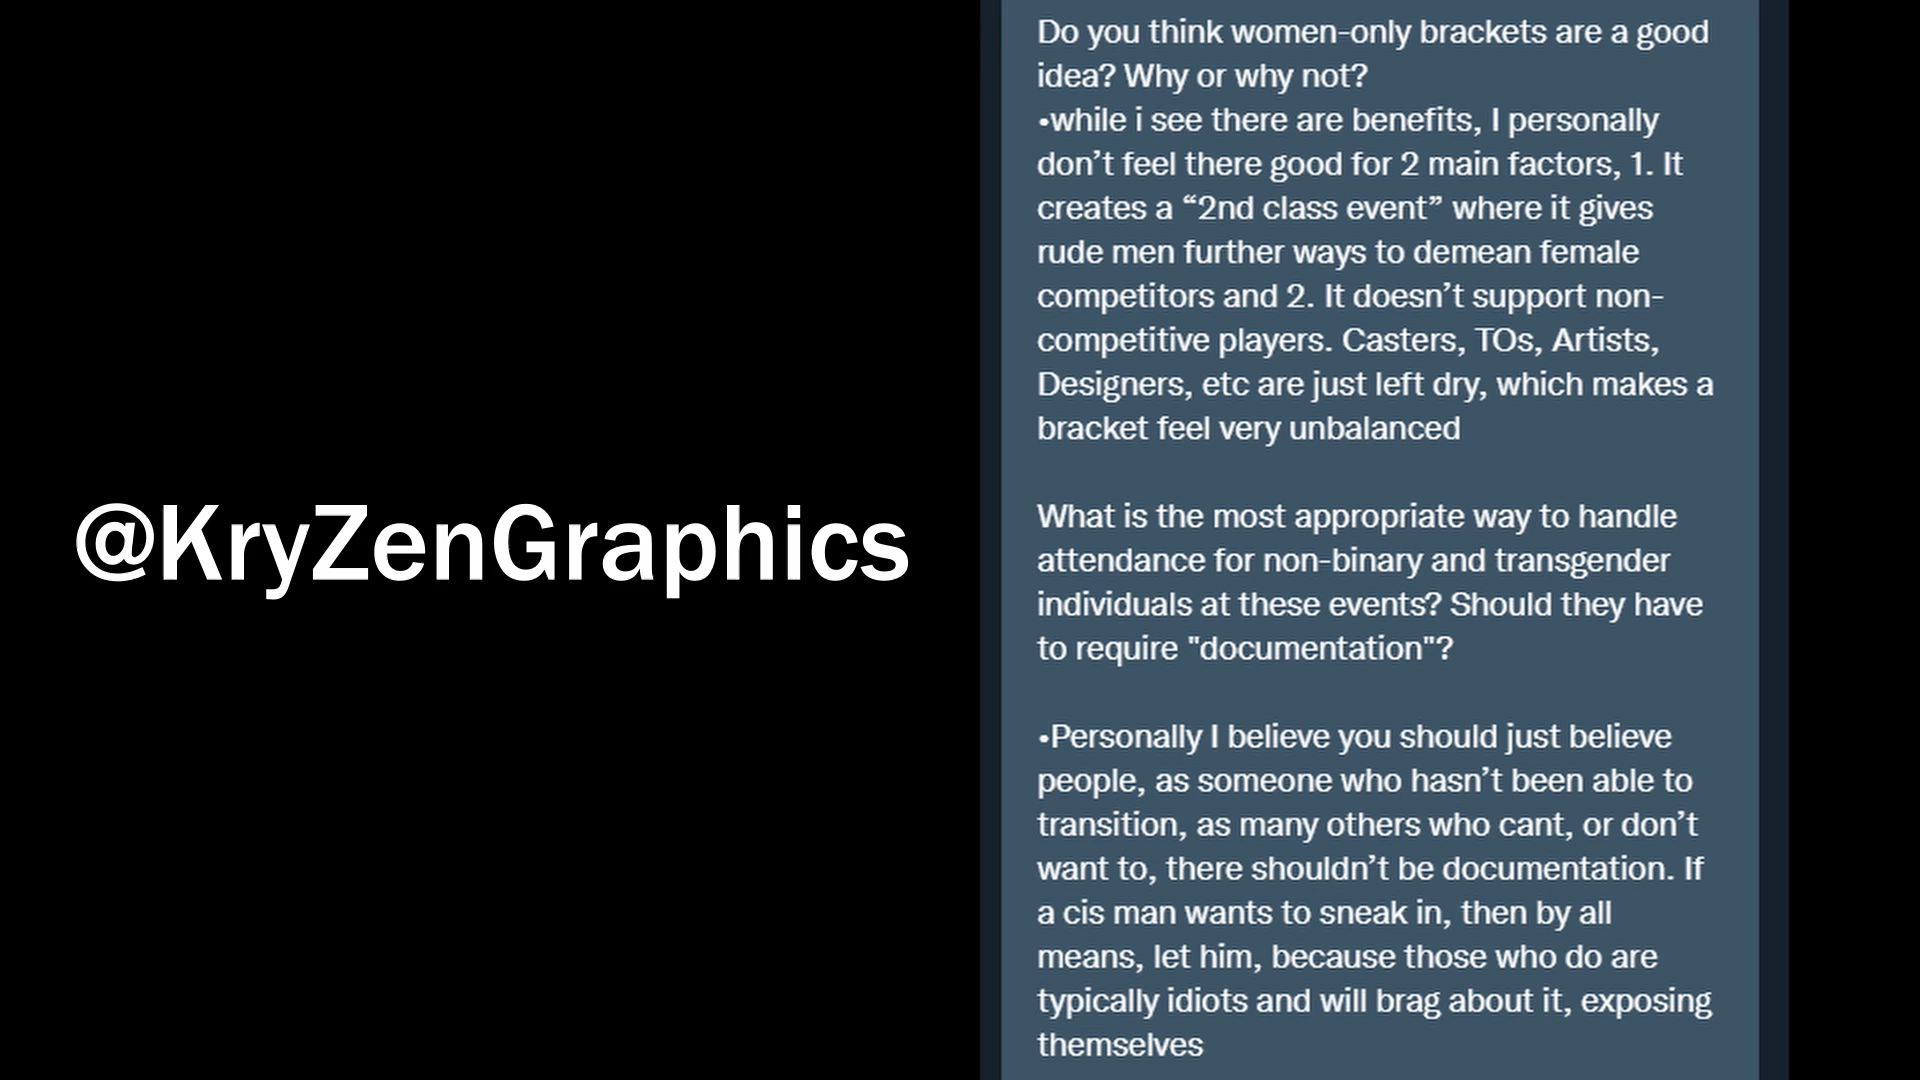 @KryZenGraphics
Do you think women-only brackets are a good
idea? Why or why not?
•while i see there are benefits, I personally
don’t feel there good for 2 main factors, 1. It
creates a “2nd class event” where it gives
rude men further ways to demean female
competitors and 2. It doesn’t support non-
competitive players. Casters, TOs, Artists,
Designers, etc are just left dry, which makes a
bracket feel very unbalanced
What is the most appropriate way to handle
attendance for non-binary and transgender
individuals at these events? Should they have
to require "documentation"?
•Personally I believe you should just believe
people, as someone who hasn’t been able to
transition, as many others who cant, or don’t
want to, there shouldn’t be documentation. If
a cis man wants to sneak in, then by all
means, let him, because those who do are
typically idiots and will brag about it, exposing
themselves